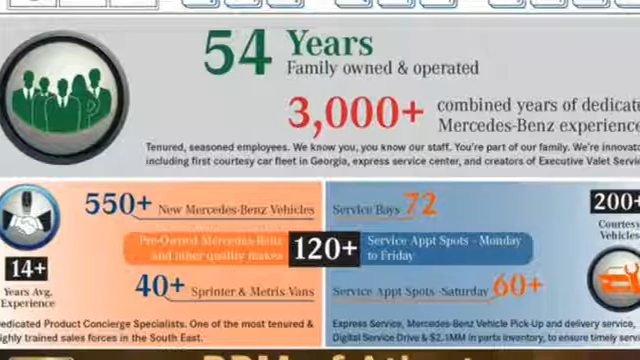 54 Years
Family owned & operated
3,000+ combined years of dedicate
Mercedes-Benz experience
Tenured, seasoned employees. We know you, you know our staff. You're part of our family. We're innovato
including first courtesy car fleet in Georgia, express service center, and creators of Executive Valet Servi
550+ New Mercedes-Benz Vehicles
Pre-Owned Mercedes-Benz
and other quality makes
120+
40+ Sprinter & Metris Vans
14+
Years Avg.
Experience
edicated Product Concierge Specialists. One of the most tenured &
ighly trained sales forces in the South East.
Service Bays 72
Service Appt Spots - Monday
to Friday
Service Appt Spots -Saturday 60+
200+
Courtesy
Vehicles
Express Service, Mercedes-Benz Vehicle Pick-Up and delivery service,
Digital Service Drive & $2.1MM in parts inventory, to ensure timely serv